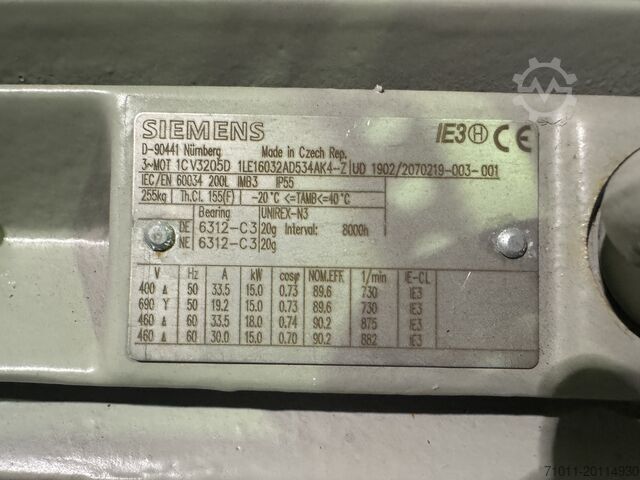 SIEMENS
IE3 H CE
D-90441 Nürnberg Made in Czech Rep.
3~MOT 1CV3205D 1LE16032AD534AK4-Z UD 1902/2070219-003-001
IEC/EN 60034 200L IMB3 IP55
255kg Th.Cl. 155(F) -20°C <=TAMB<=40°C
Bearing UNIREX-N3
DE 6312-C3 20g Interval: 8000h
NE 6312-C3 20g
V Hz A kW cosφ NOM.EFF 1/min IE-CL
400 Δ 50 33.5 15.0 0.73 89.6 730 IE3
690 Y 50 19.2 15.0 0.73 89.6 730 IE3
460 Δ 60 33.5 18.0 0.74 90.2 875 IE3
460 Δ 60 30.0 15.0 0.70 90.2 882 IE3
71011-20114930